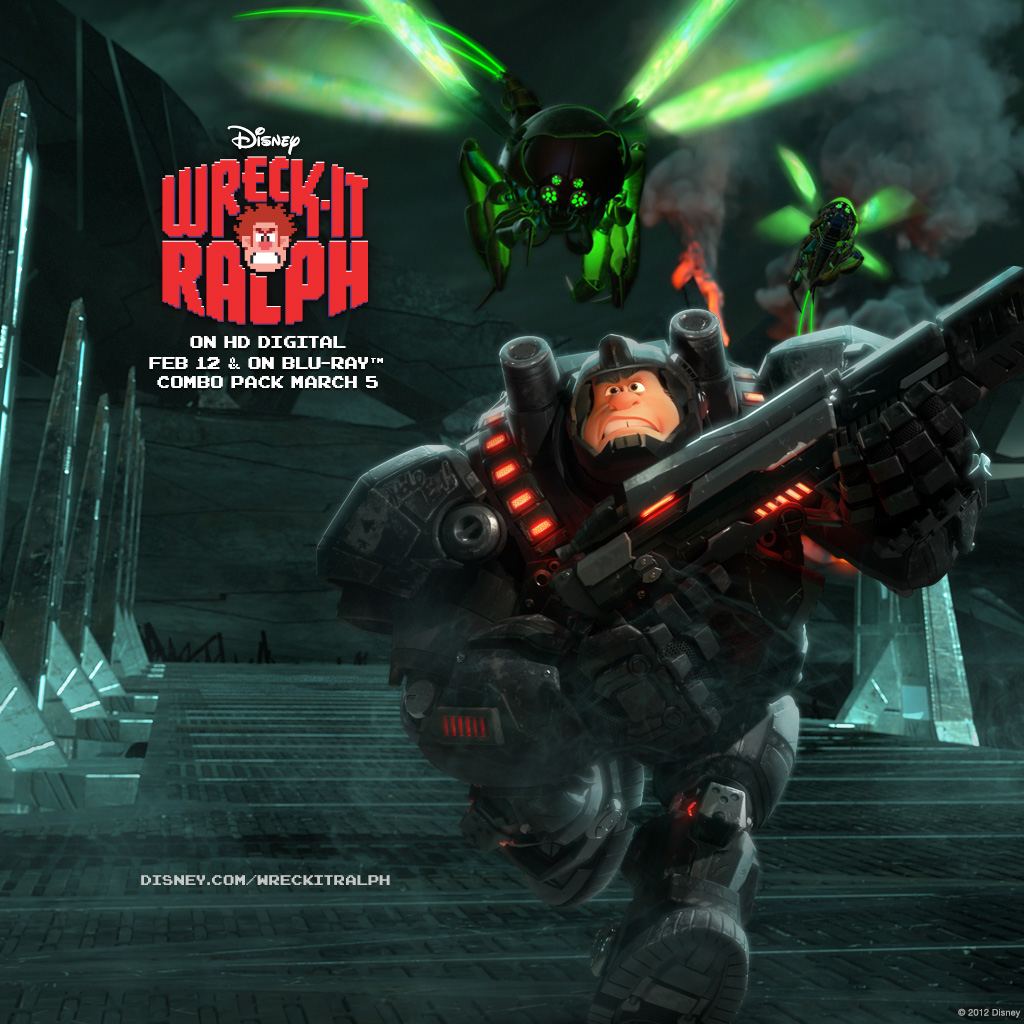 Disney
WRECK-IT
RALPH
ON HD DIGITAL
FEB 12 & ON BLU-RAY™
COMBO PACK MARCH 5
DISNEY.COM/WRECKITRALPH
© 2012 Disney